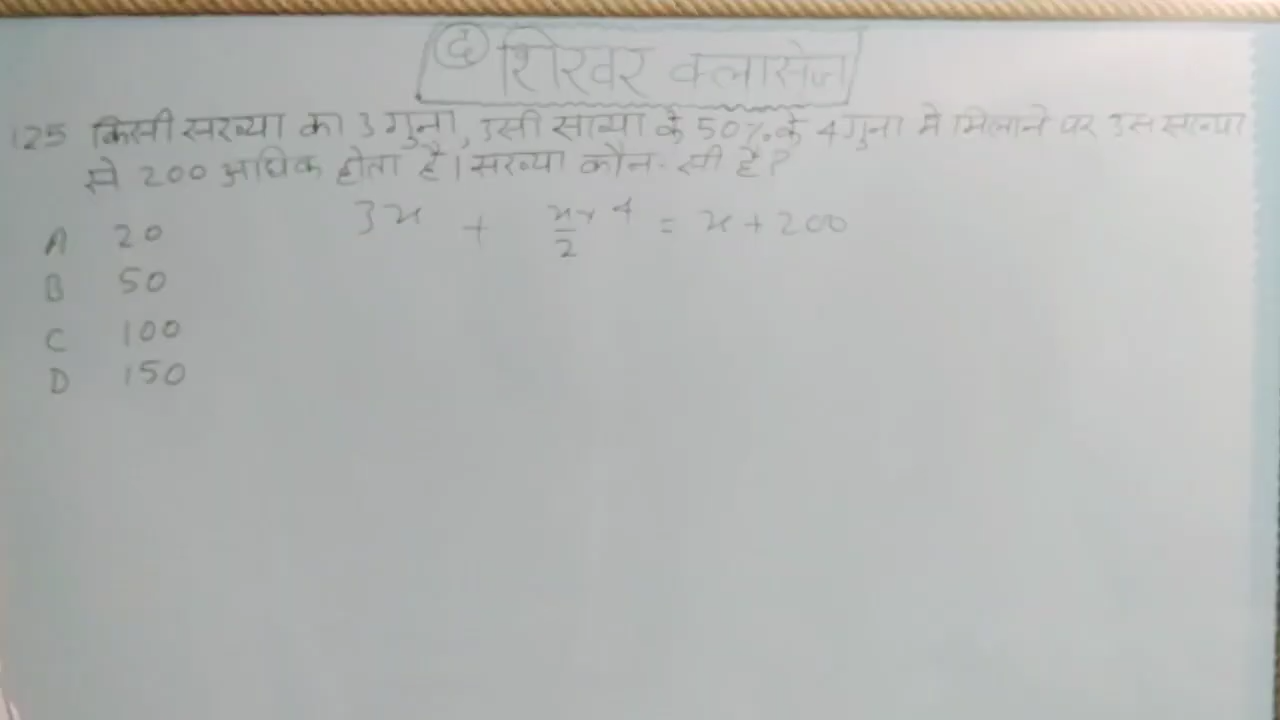 द शिखर क्लासेज
125 किसी संख्या का 3 गुना, उसी संख्या के 50% के 4 गुना में मिलाने पर उस संख्या
से 200 अधिक होता है। संख्या कौन-सी है?
3x + x/2 × 4 = x + 200
A 20
B 50
C 100
D 150